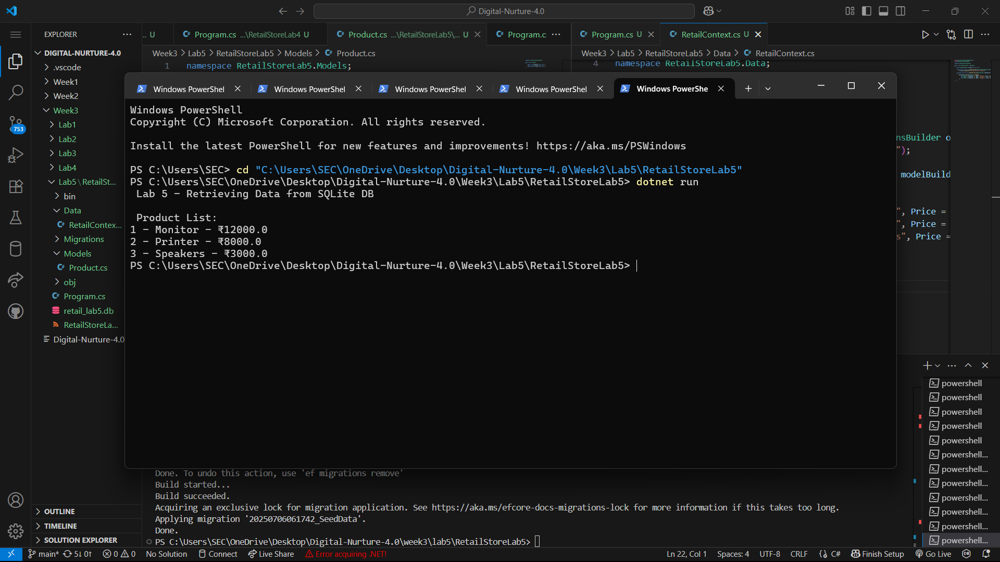 Digital-Nurture-4.0
EXPLORER
DIGITAL-NURTURE-4.0
.vscode
Week1
Week2
Week3
Lab1
Lab2
Lab3
Lab4
Lab5\RetailSt...
bin
Data
RetailContex...
Migrations
Models
Product.cs
obj
Program.cs
retail_lab5.db
RetailStoreLa...
Digital-Nurture-4.0
OUTLINE
TIMELINE
SOLUTION EXPLORER
753
.. U
Program.cs ...\RetailStoreLab4 U
Product.cs ...\RetailStoreLab5\... U
Program.c
Program.cs U
RetailContext.cs U
Week3 > Lab5 > RetailStoreLab5 > Models > Product.cs
1 namespace RetailStoreLab5.Models;
Week3 > Lab5 > RetailStoreLab5 > Data > RetailContext.cs
4 namespace RetailStoreLab5.Data;
nsBuilder o
");
modelBuild
", Price =
", Price =
s", Price =
Windows PowerShel
Windows PowerShel
Windows PowerShel
Windows PowerShel
Windows PowerShe
Windows PowerShell
Copyright (C) Microsoft Corporation. All rights reserved.
Install the latest PowerShell for new features and improvements! https://aka.ms/PSWindows
PS C:\Users\SEC> cd "C:\Users\SEC\OneDrive\Desktop\Digital-Nurture-4.0\Week3\Lab5\RetailStoreLab5"
PS C:\Users\SEC\OneDrive\Desktop\Digital-Nurture-4.0\Week3\Lab5\RetailStoreLab5> dotnet run
Lab 5 - Retrieving Data from SQLite DB
Product List:
1 - Monitor - ₹12000.0
2 - Printer - ₹8000.0
3 - Speakers - ₹3000.0
PS C:\Users\SEC\OneDrive\Desktop\Digital-Nurture-4.0\Week3\Lab5\RetailStoreLab5>
Done. To undo this action, use 'ef migrations remove'
Build started...
Build succeeded.
Acquiring an exclusive lock for migration application. See https://aka.ms/efcore-docs-migrations-lock for more information if this takes too long.
Applying migration '20250706061742_SeedData'.
Done.
PS C:\Users\SEC\OneDrive\Desktop\Digital-Nurture-4.0\week3\lab5\RetailStoreLab5>
powershell
powershell
powershell
powershell
powershell
powershell...
powershell...
powershell...
powershell...
powershell...
powershell...
powershell...
main* 5↓ 0↑ 0 0 No Solution Connect Live Share Error acquiring .NET! Ln 22, Col 1 Spaces: 4 UTF-8 CRLF {} C# Finish Setup Go Live